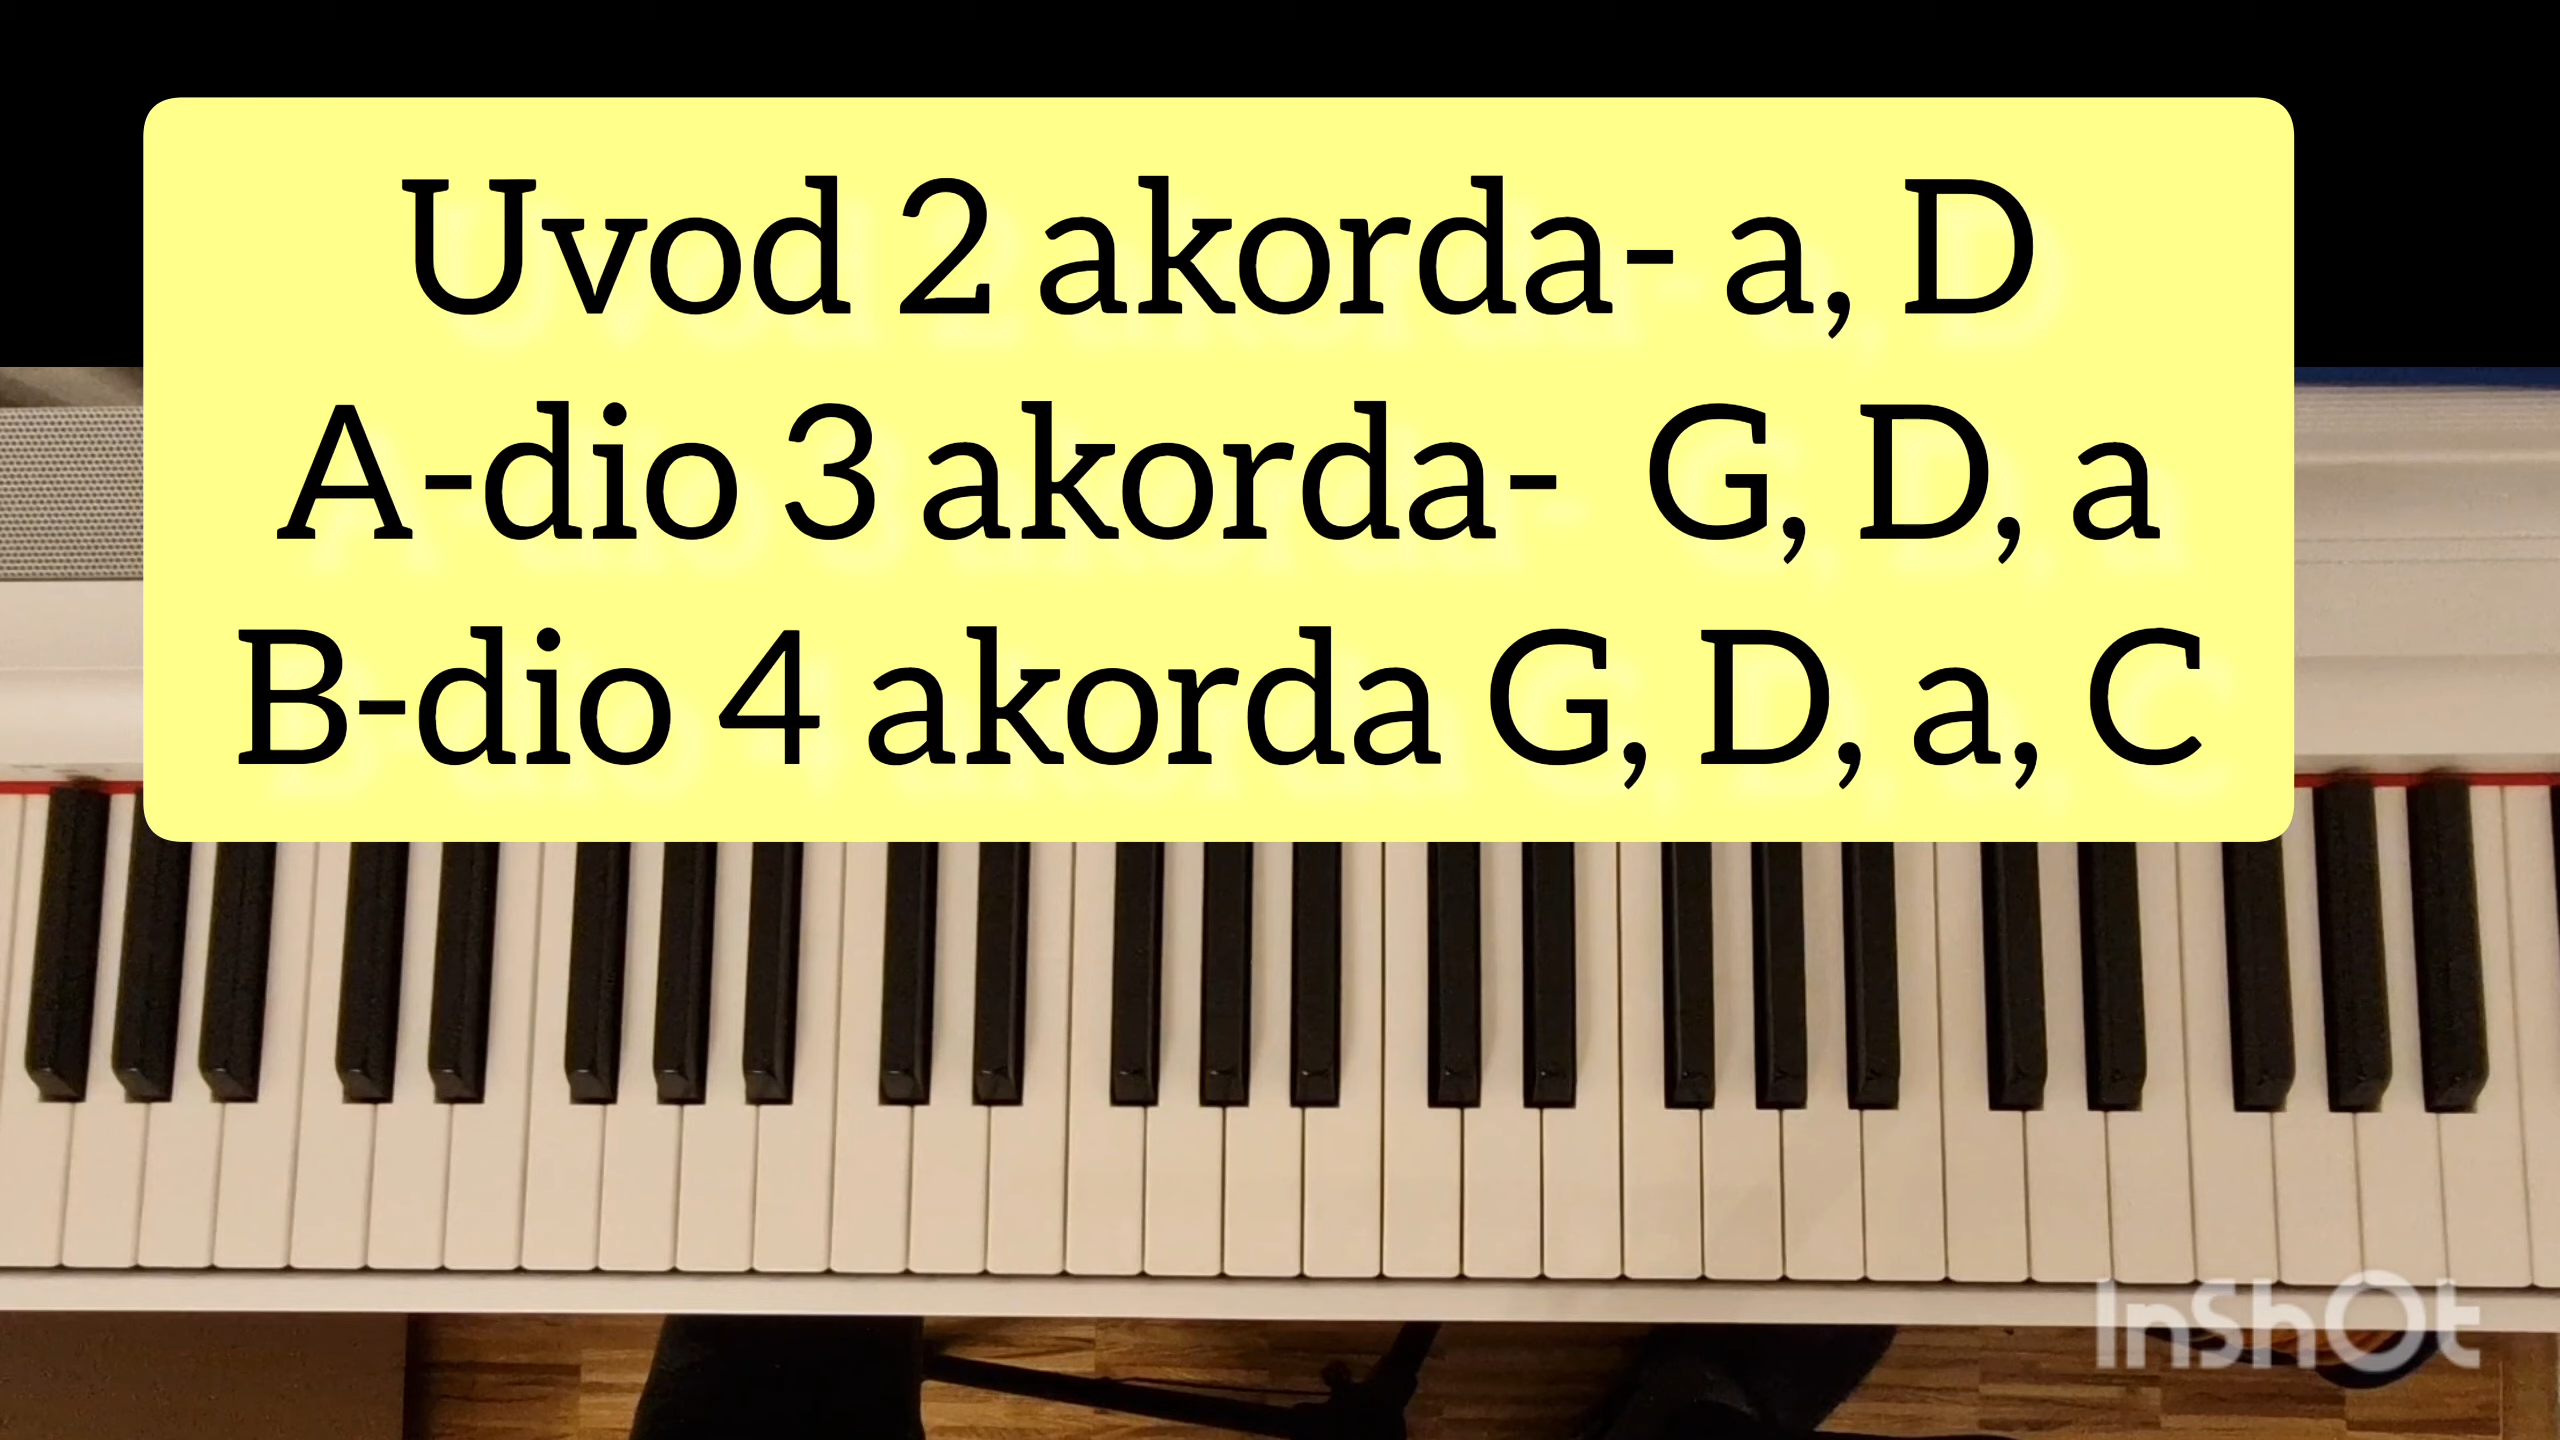 Uvod 2 akorda- a, D
A-dio 3 akorda- G, D, a
B-dio 4 akorda G, D, a, C
InShOt